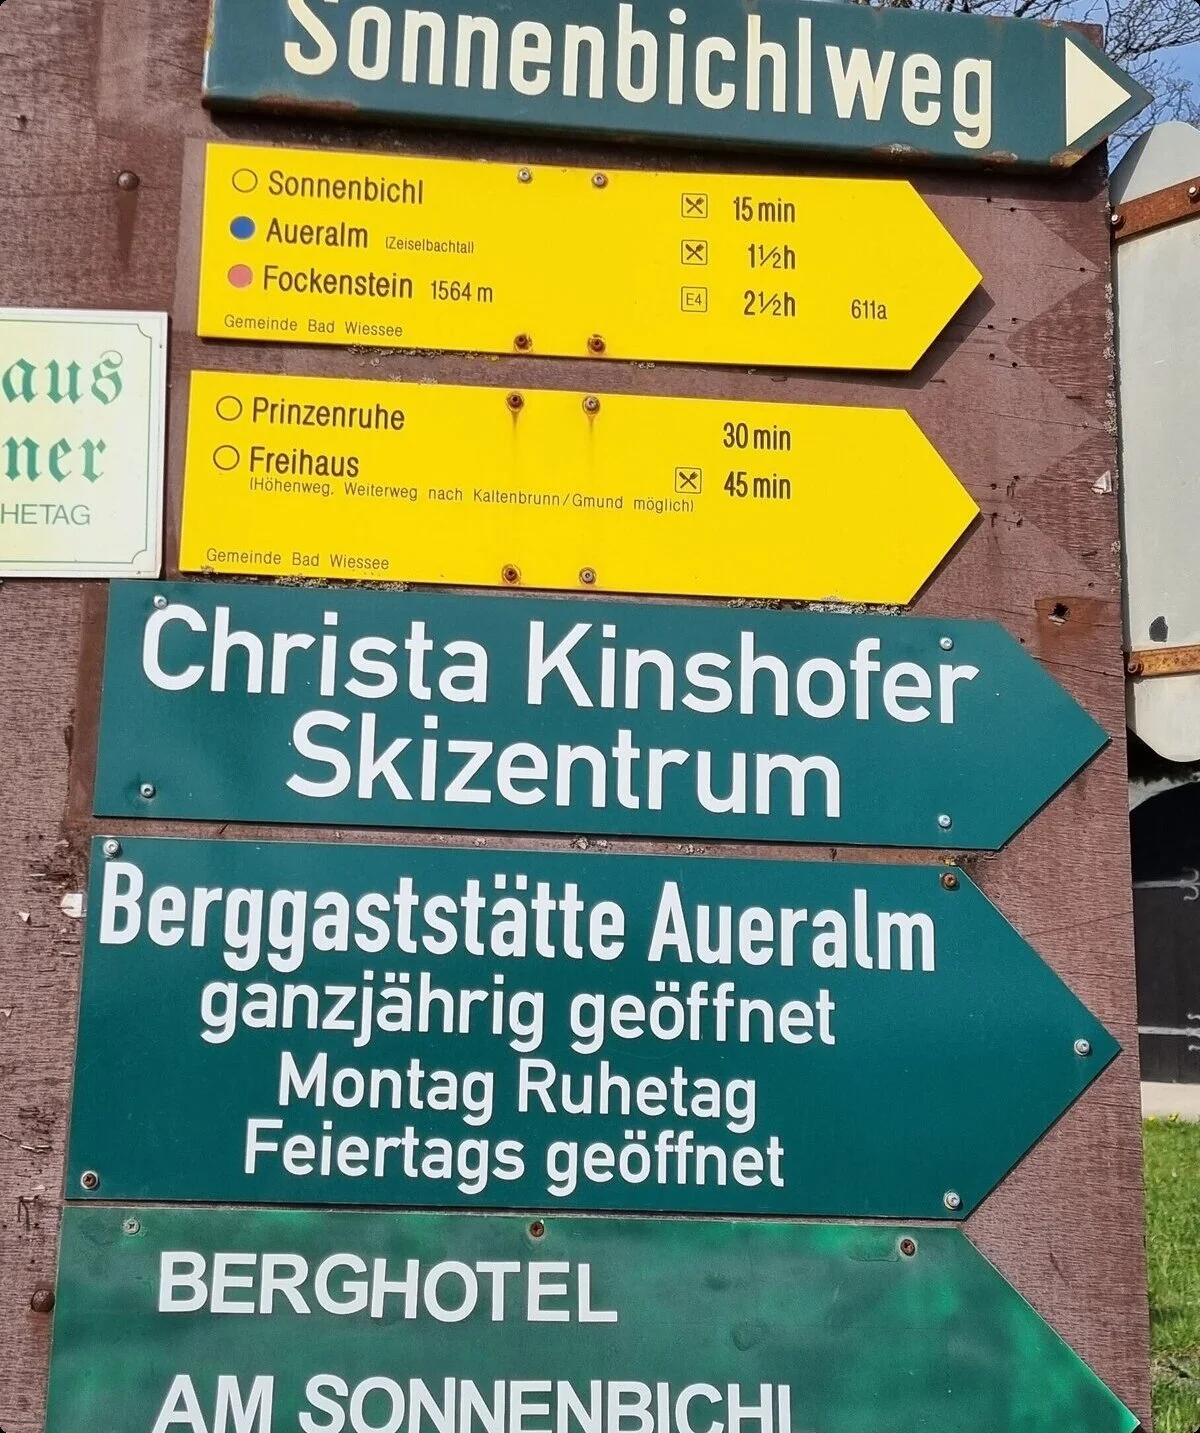 Sonnenbichlweg
Sonnenbichl 15 min
Aueralm (Zeiselbachtal) 1½h
Fockenstein 1564 m E4 2½h 611a
Gemeinde Bad Wiessee
aus
ner
HETAG
Prinzenruhe 30 min
Freihaus 45 min
(Höhenweg, Weiterweg nach Kaltenbrunn/Gmund möglich)
Gemeinde Bad Wiessee
Christa Kinshofer
Skizentrum
Berggaststätte Aueralm
ganzjährig geöffnet
Montag Ruhetag
Feiertags geöffnet
BERGHOTEL
AM SONNENBICHL